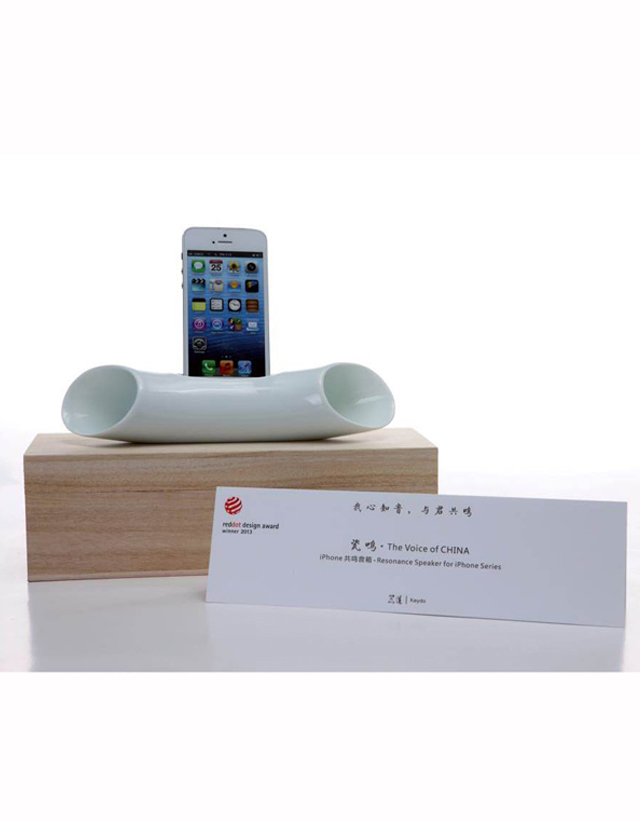 25
reddot design award
winner 2013
我心知音，与君共鸣
瓷鸣·The Voice of CHINA
iPhone 共鸣音箱 - Resonance Speaker for iPhone Series